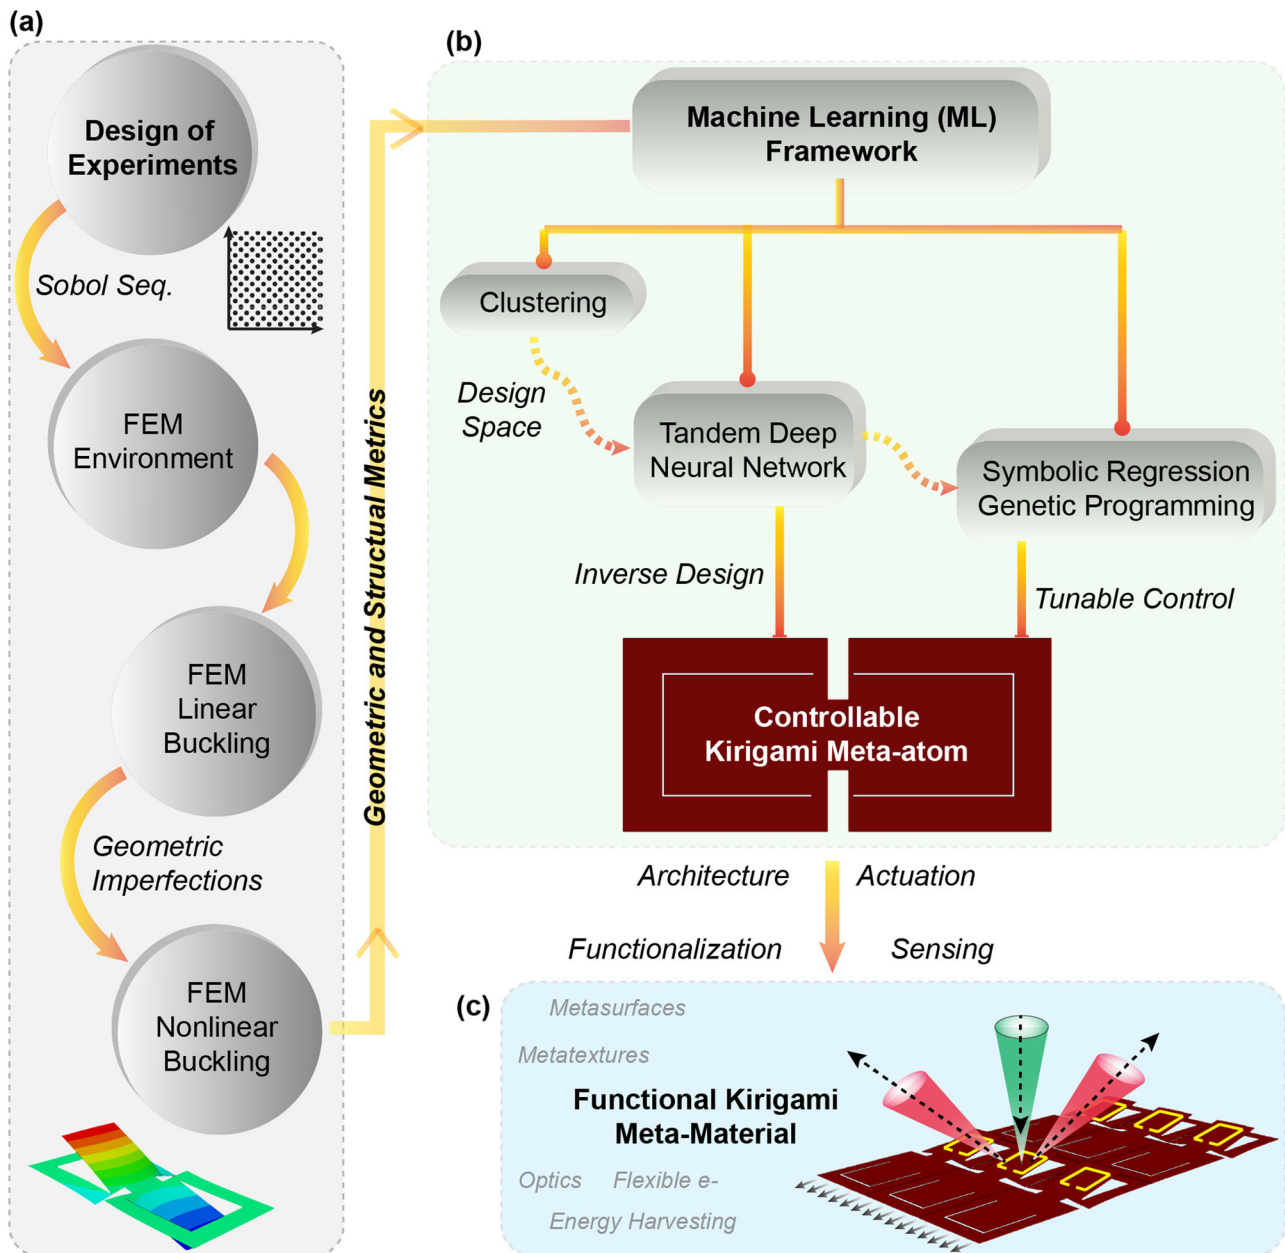 (a)
Design of
Experiments
Sobol Seq.
FEM
Environment
FEM
Linear
Buckling
Geometric
Imperfections
FEM
Nonlinear
Buckling
Geometric and Structural Metrics
(b)
Machine Learning (ML)
Framework
Clustering
Design
Space
Tandem Deep
Neural Network
Symbolic Regression
Genetic Programming
Inverse Design
Tunable Control
Controllable
Kirigami Meta-atom
Architecture
Actuation
Functionalization
Sensing
(c)
Metasurfaces
Metatextures
Functional Kirigami
Meta-Material
Optics
Flexible e-
Energy Harvesting